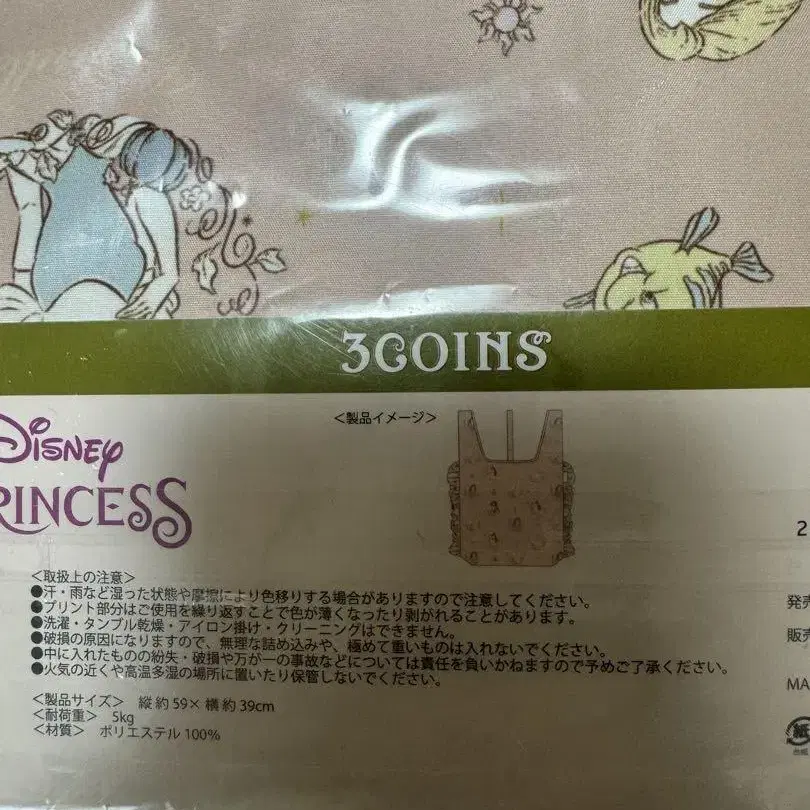 3COINS
Disney
RINCESS
<製品イメージ>
<取扱上の注意>
●汗・雨など湿った状態や摩擦により色移りする場合がありますので注意してください。
●プリント部分はご使用を繰り返すことで色が薄くなったり剥がれることがあります。
●洗濯・タンブル乾燥・アイロン掛け・クリーニングはできません。
●破損の原因になりますので、無理な詰め込みや、極めて重いものは入れないでください。
●中に入れたものの紛失・破損や万が一の事故などについては責任を負いかねますので予めご了承ください。
●火気の近くや高温多湿の場所に置いたり保管しないでください。
<製品サイズ> 縦 約 59× 横 約 39cm
<耐荷重> 5kg
<材質> ポリエステル 100%
2
発売
販売
MA
紙